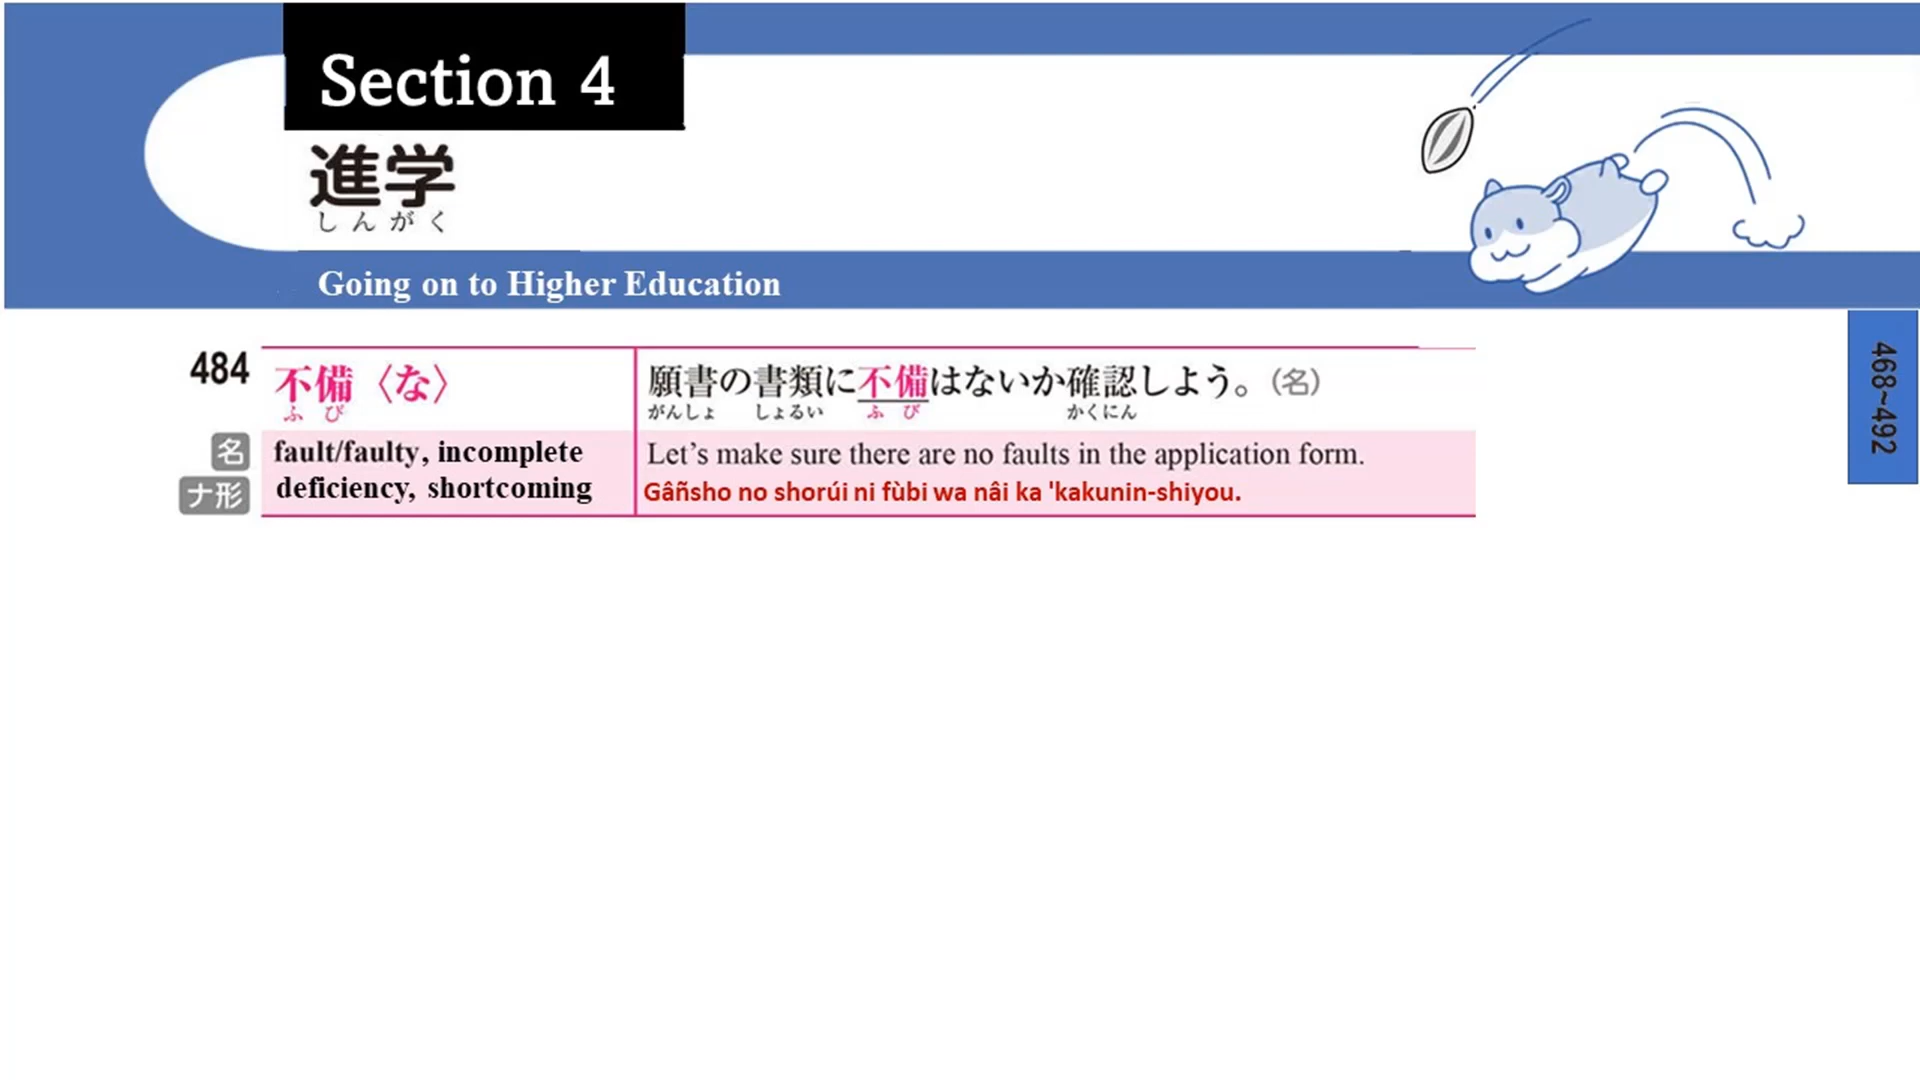 Section 4
進学
しんがく
Going on to Higher Education
468~492
484
不備〈な〉
ふび
名
ナ形
fault/faulty, incomplete
deficiency, shortcoming
願書の書類に不備はないか確認しよう。(名)
がんしょ しょるい ふび かくにん
Let's make sure there are no faults in the application form.
Gâñsho no shorúi ni fùbi wa nâi ka 'kakunin-shiyou.